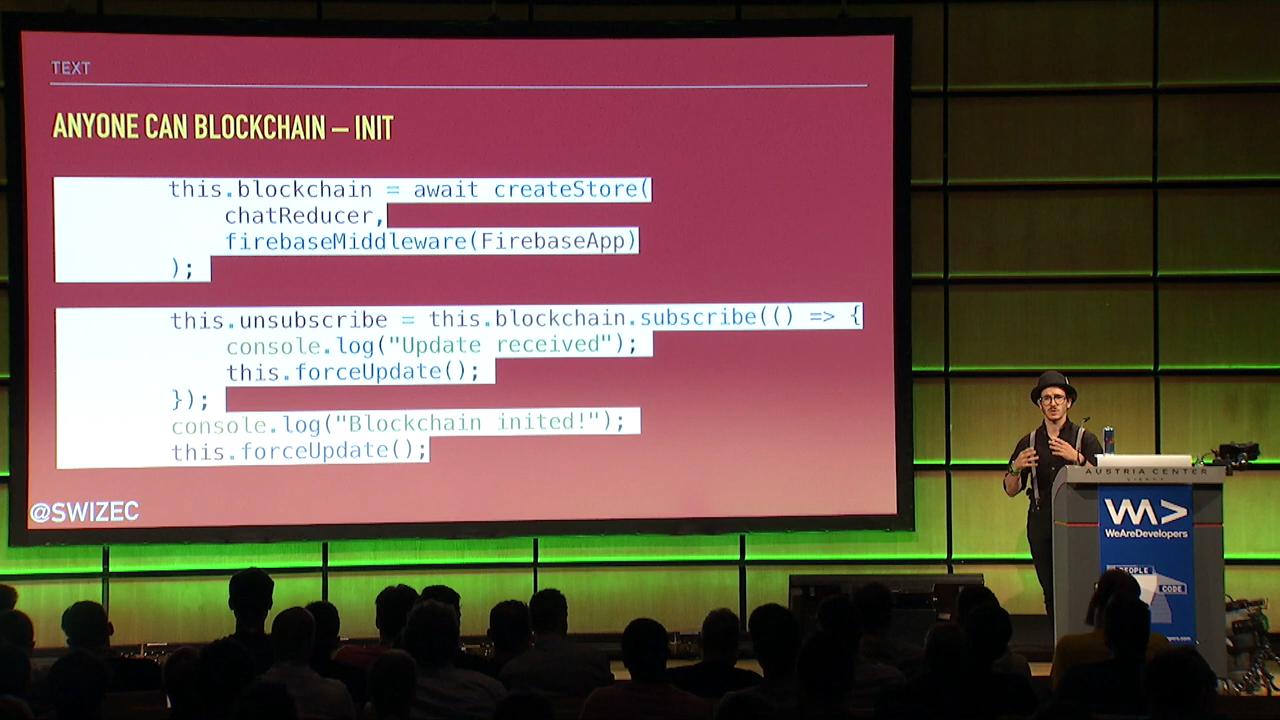 TEXT
ANYONE CAN BLOCKCHAIN – INIT
this.blockchain = await createStore(
chatReducer,
firebaseMiddleware(FirebaseApp)
);
this.unsubscribe = this.blockchain.subscribe(() => {
console.log("Update received");
this.forceUpdate();
});
console.log("Blockchain inited!");
this.forceUpdate();
@SWIZEC
AUSTRIA CENTER
WeAreDevelopers
PEOPLE
CODE